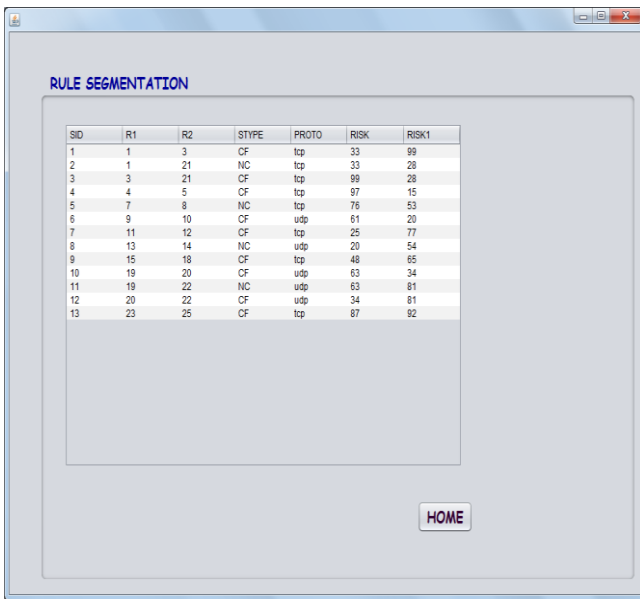 RULE SEGMENTATION
SID R1 R2 STYPE PROTO RISK RISK1
1 1 3 CF tcp 33 99
2 1 21 NC tcp 33 28
3 3 21 CF tcp 99 28
4 4 5 CF tcp 97 15
5 7 8 NC tcp 76 53
6 9 10 CF udp 61 20
7 11 12 CF tcp 25 77
8 13 14 NC udp 20 54
9 15 18 CF tcp 48 65
10 19 20 CF udp 63 34
11 19 22 NC udp 63 81
12 20 22 CF udp 34 81
13 23 25 CF tcp 87 92
HOME